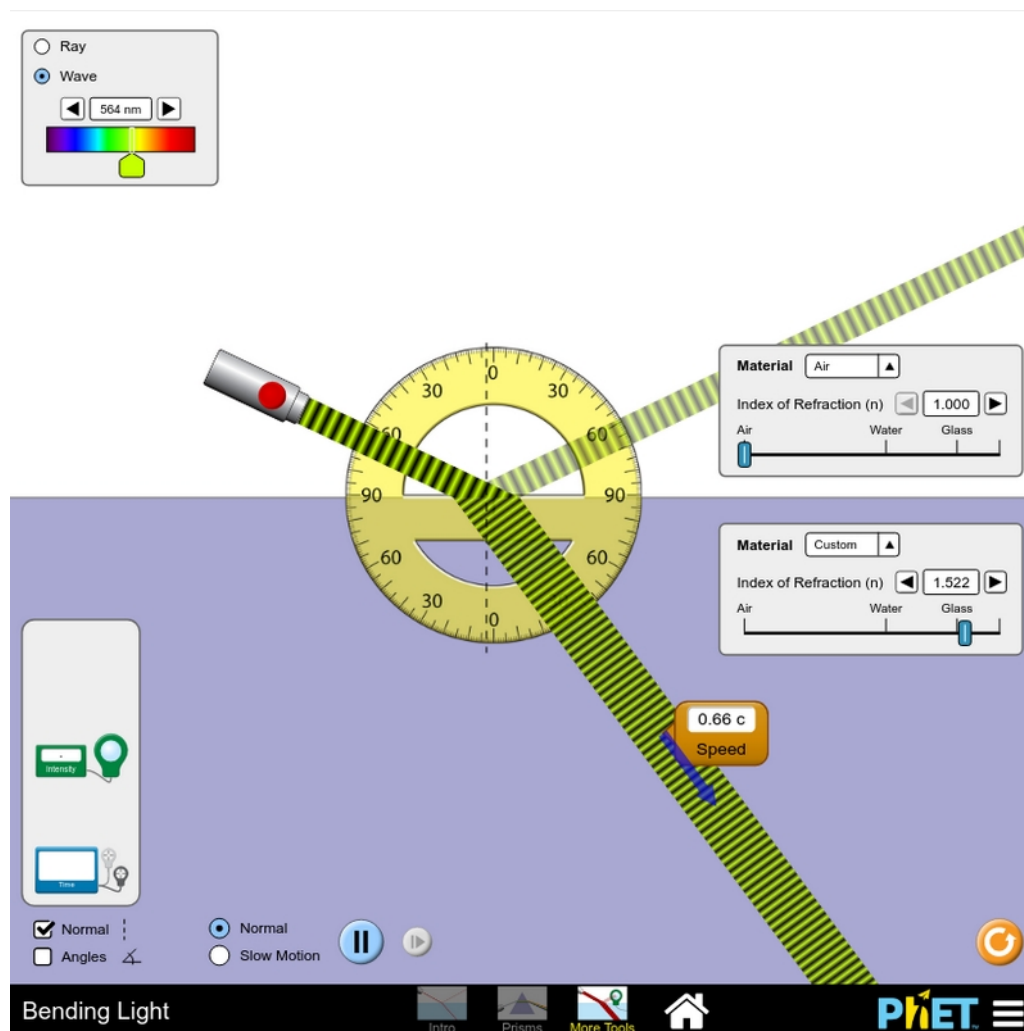 Ray
Wave
564 nm
Material Air
Index of Refraction (n) 1.000
Air Water Glass
0
30 30
60 60
90 90
60 60
30 30
0
Material Custom
Index of Refraction (n) 1.522
Air Water Glass
0.66 c
Speed
Intensity
Time
Normal
Angles
Normal
Slow Motion
Bending Light
Intro
Prisms
More Tools
PhET